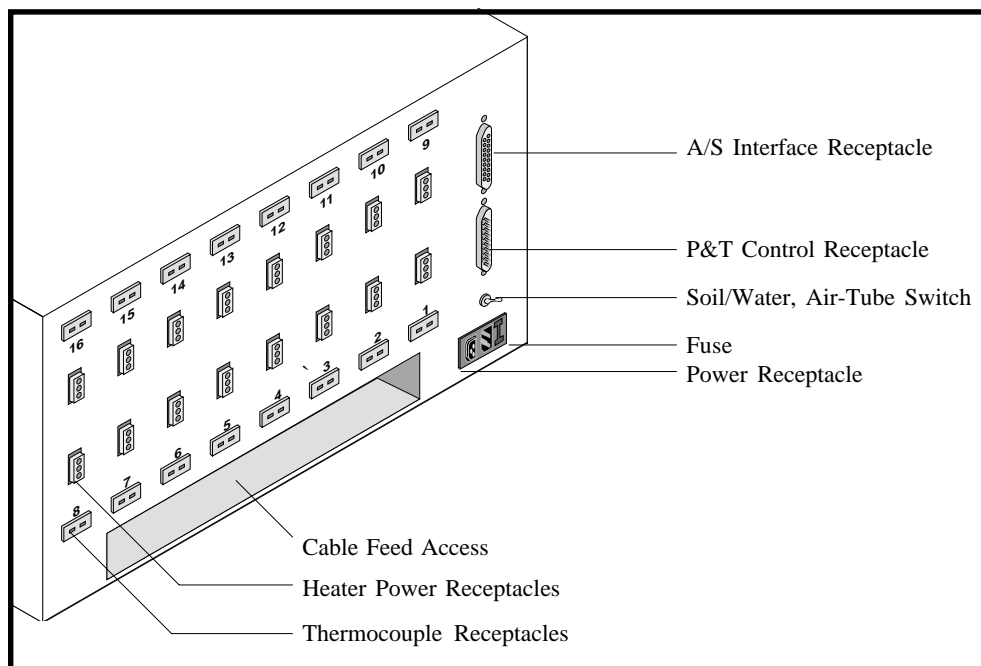 9
10
11
12
13
14
15
16
1
2
3
4
5
6
7
8
A/S Interface Receptacle
P&T Control Receptacle
Soil/Water, Air-Tube Switch
Fuse
Power Receptacle
Cable Feed Access
Heater Power Receptacles
Thermocouple Receptacles